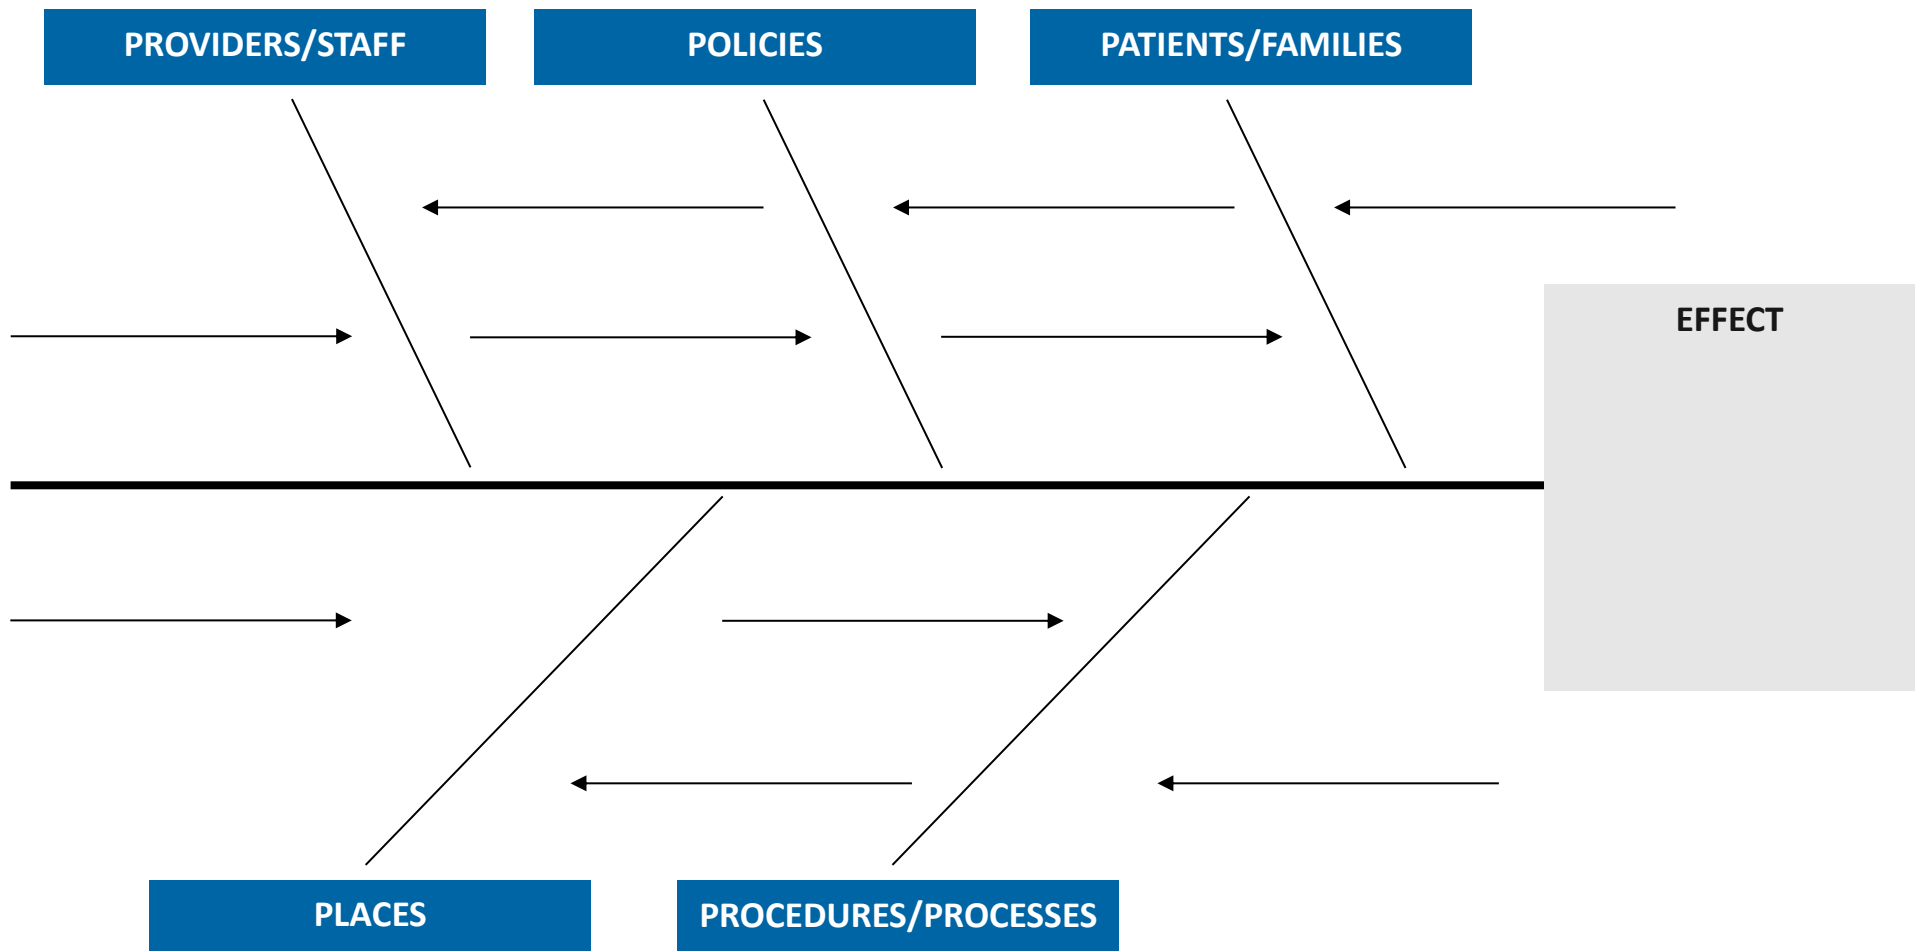 PROVIDERS/STAFF
POLICIES
PATIENTS/FAMILIES
EFFECT
PLACES
PROCEDURES/PROCESSES